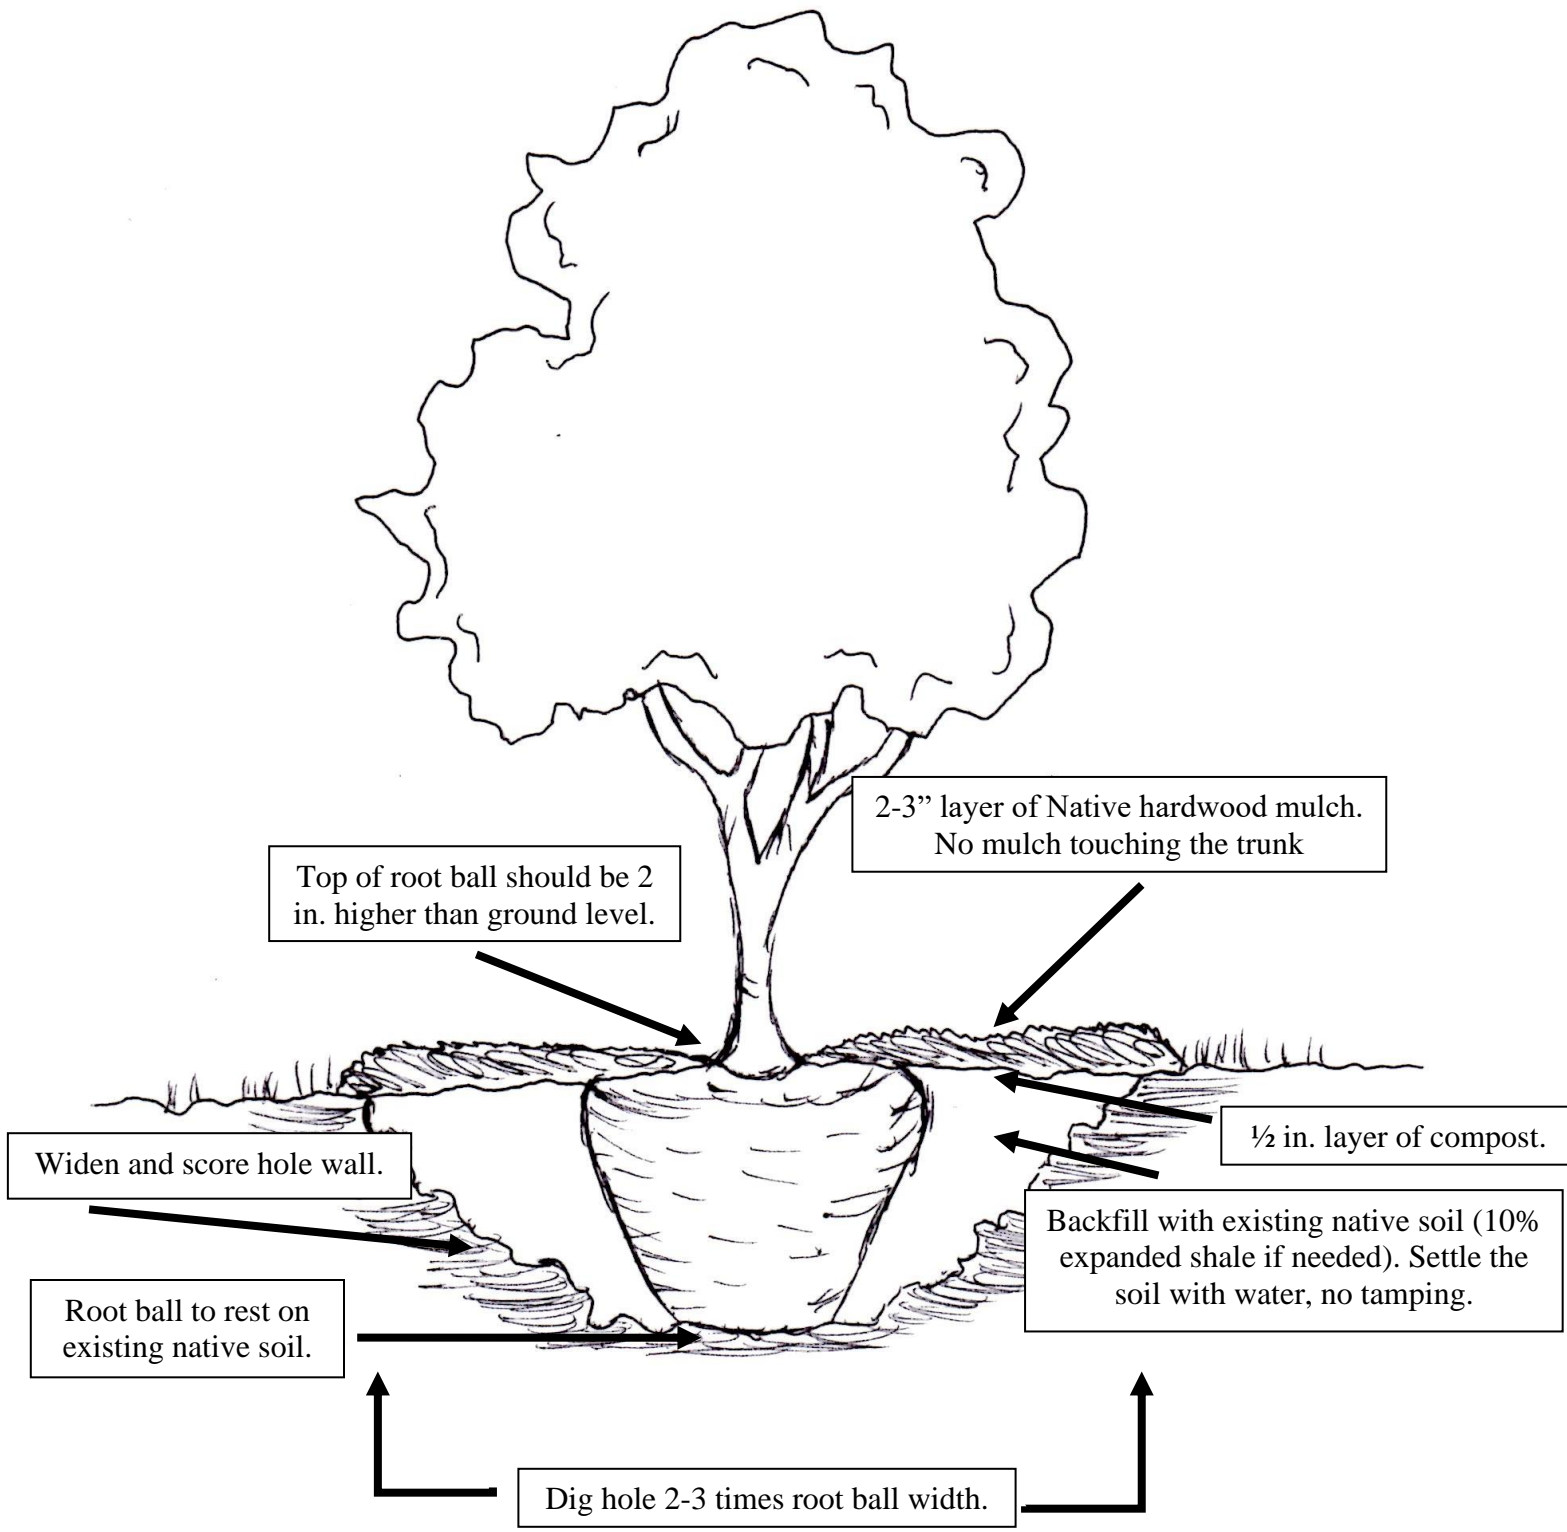 2-3” layer of Native hardwood mulch.
No mulch touching the trunk
Top of root ball should be 2
in. higher than ground level.
½ in. layer of compost.
Widen and score hole wall.
Backfill with existing native soil (10%
expanded shale if needed). Settle the
soil with water, no tamping.
Root ball to rest on
existing native soil.
Dig hole 2-3 times root ball width.